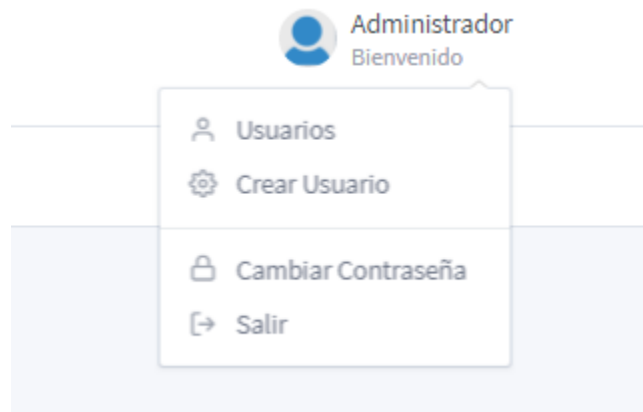 Administrador
Bienvenido
Usuarios
Crear Usuario
Cambiar Contraseña
Salir